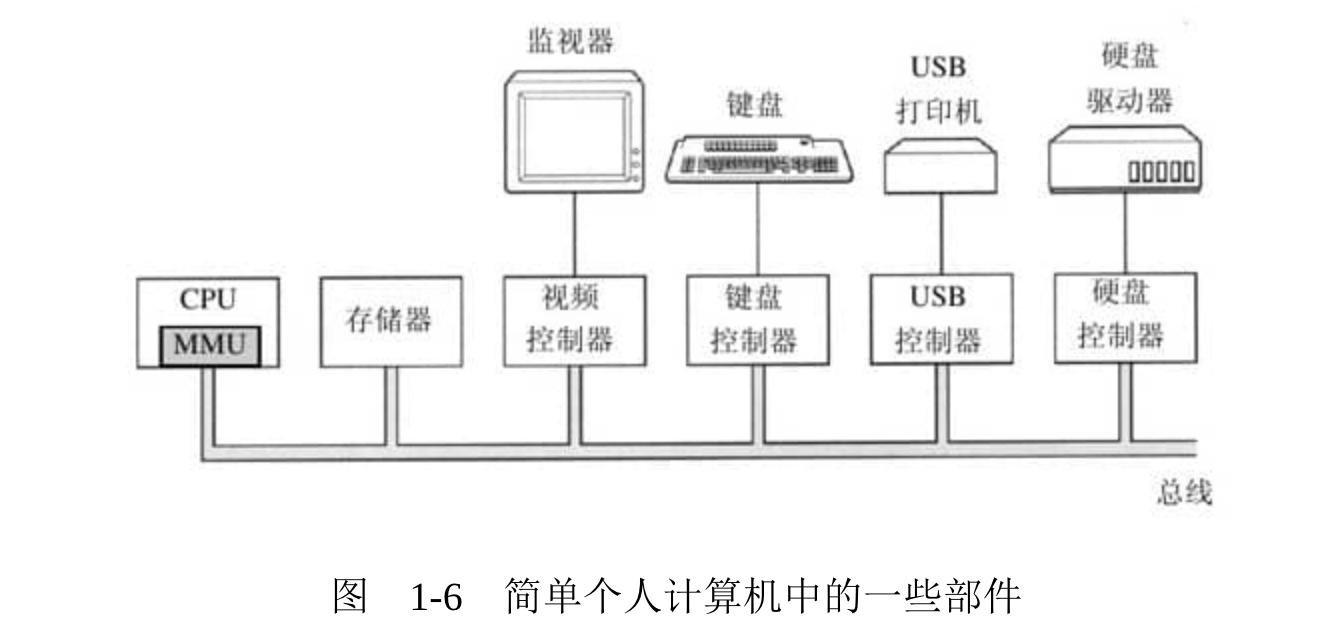 监视器
键盘
USB
打印机
硬盘
驱动器
CPU
MMU
存储器
视频
控制器
键盘
控制器
USB
控制器
硬盘
控制器
总线
图 1-6 简单个人计算机中的一些部件